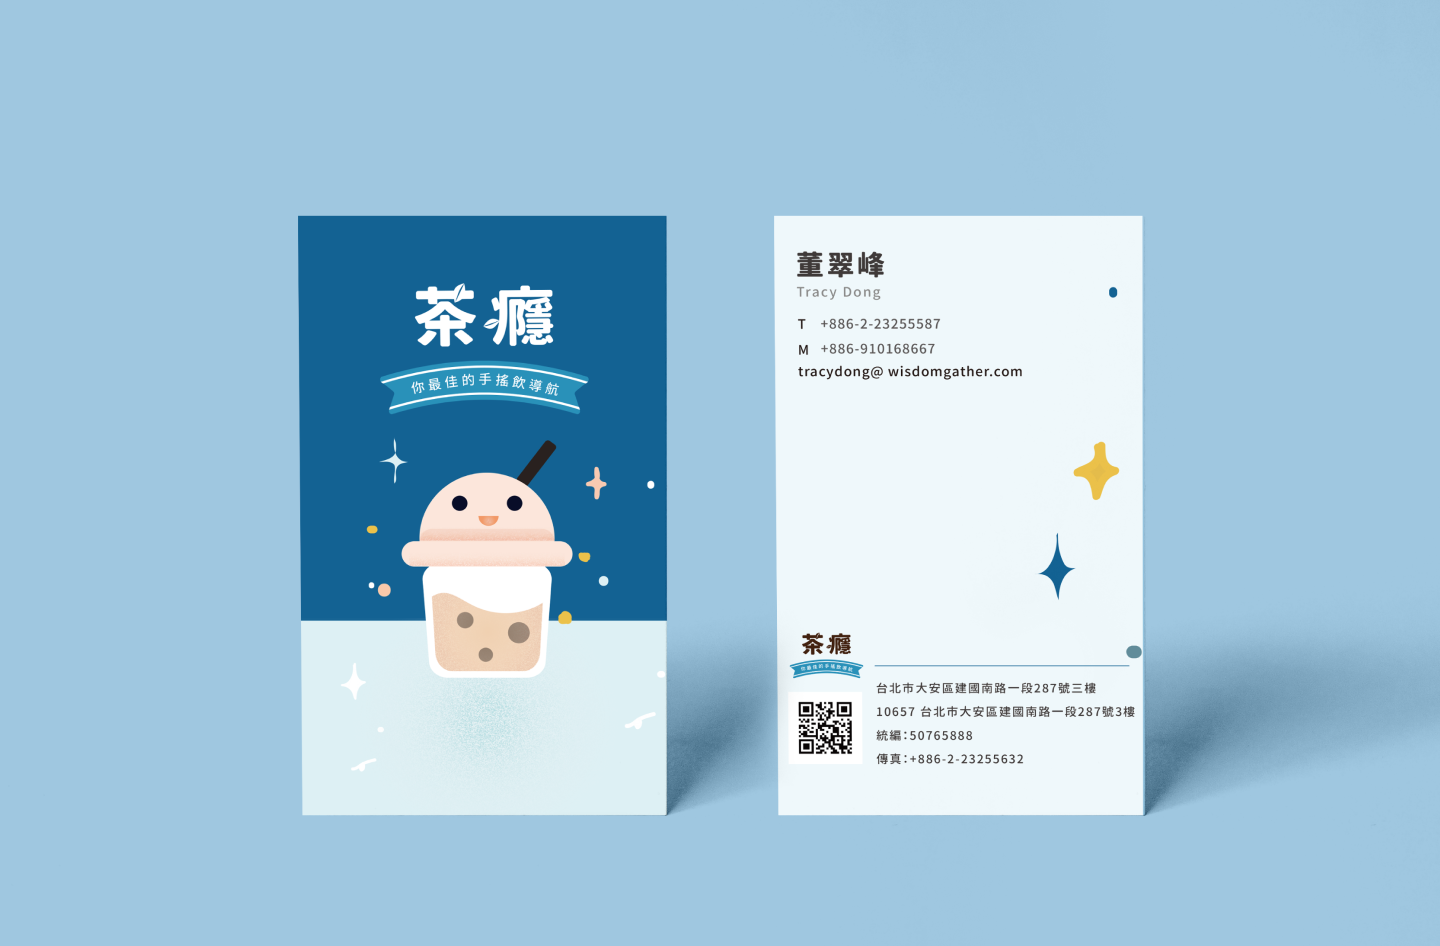 茶癮
你最佳的手搖飲導航
董翠峰
Tracy Dong
T +886-2-23255587
M +886-910168667
tracydong@ wisdomgather.com
茶癮
你最佳的手搖飲導航
台北市大安區建國南路一段287號三樓
10657 台北市大安區建國南路一段287號3樓
統編:50765888
傳真:+886-2-23255632